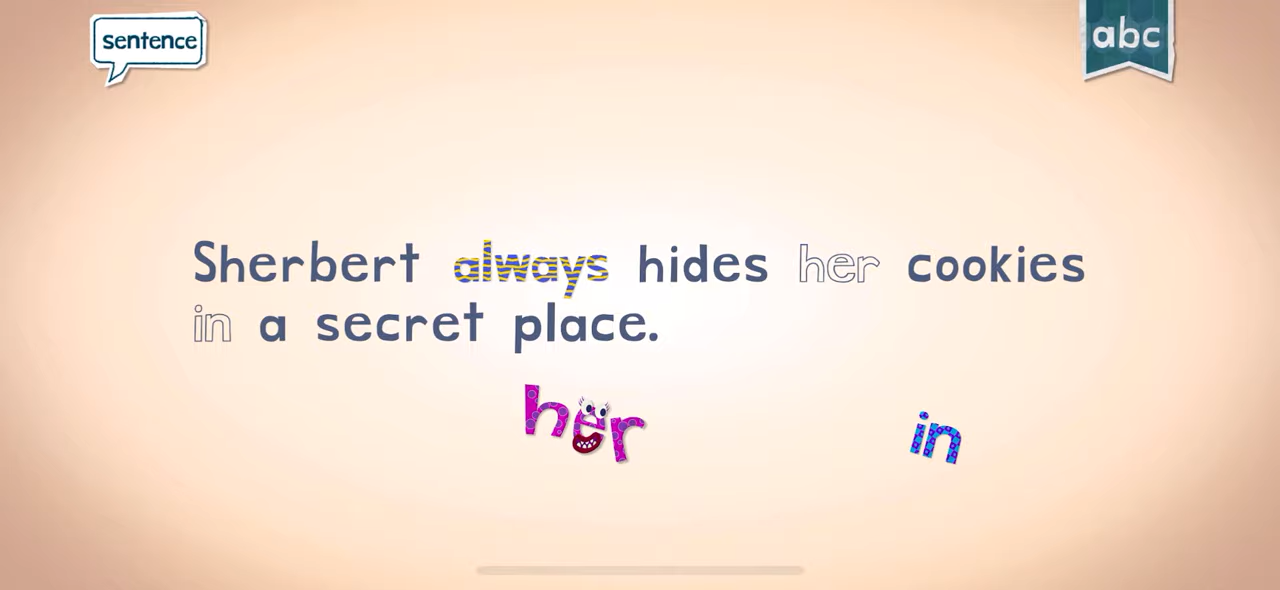 sentence
abc
Sherbert always hides her cookies
in a secret place.
her
in